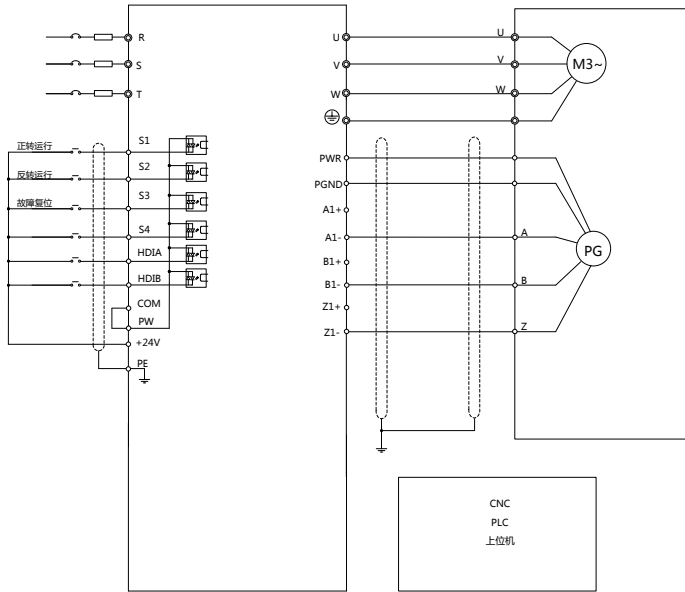 R
S
T
正转运行
S1
反转运行
S2
故障复位
S3
S4
HDIA
HDIB
COM
PW
+24V
PE
U
V
W
PWR
PGND
A1+
A1-
B1+
B1-
Z1+
Z1-
U
V
W
M3~
A
B
Z
PG
CNC
PLC
上位机